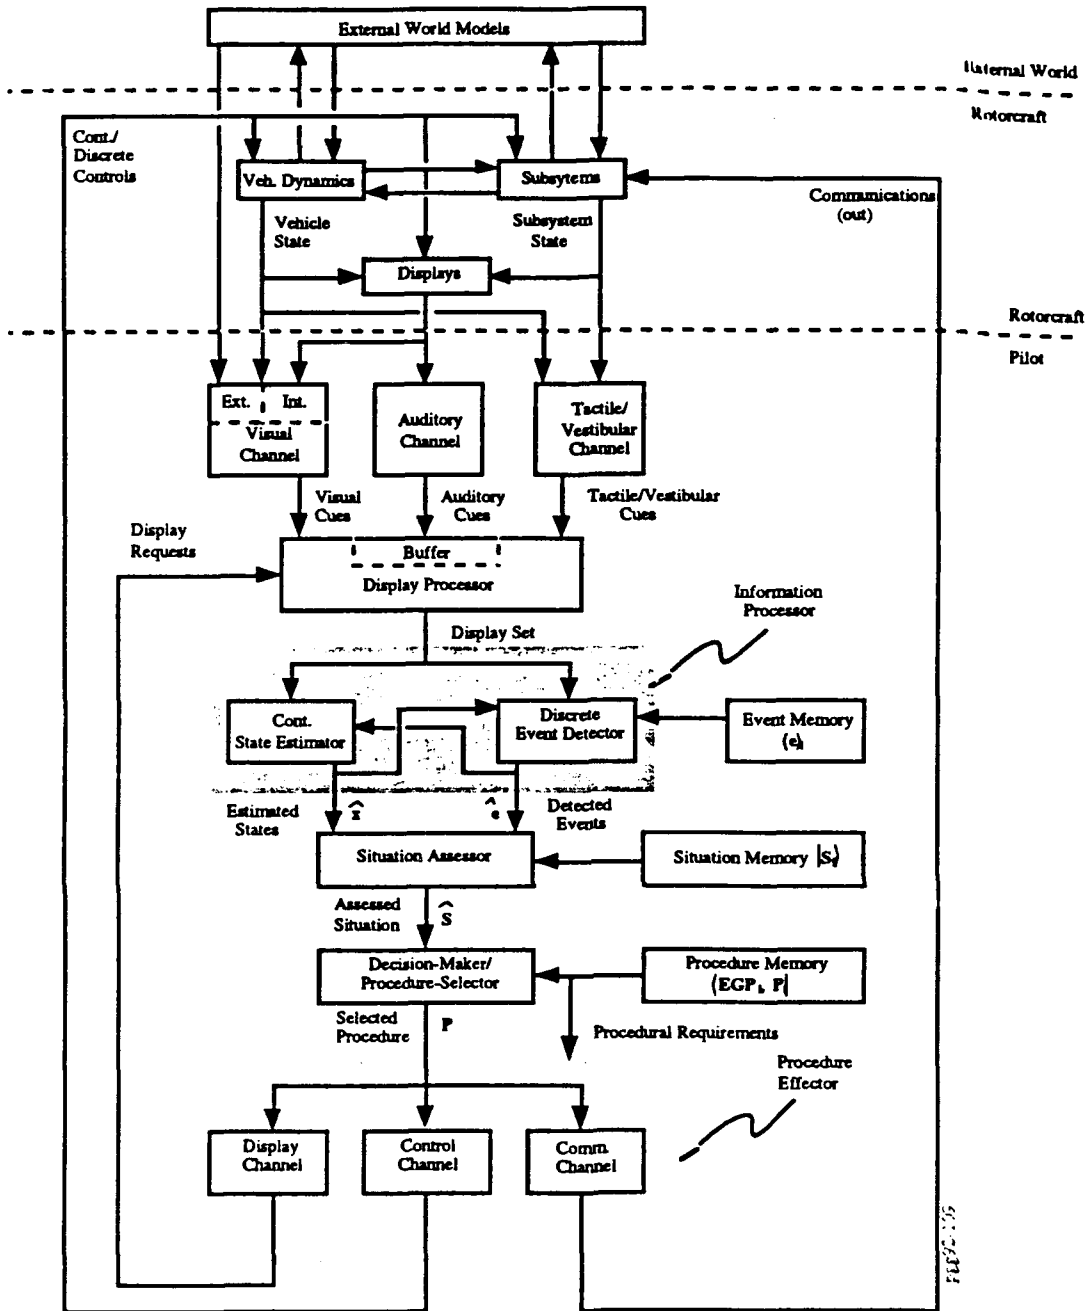 External World Models
External World
Rotorcraft
Cont./
Discrete
Controls
Veh. Dynamics
Subsytems
Communications
(out)
Vehicle
State
Subsystem
State
Displays
Rotorcraft
Pilot
Ext.
Int.
Visual
Channel
Auditory
Channel
Tactile/
Vestibular
Channel
Visual
Cues
Auditory
Cues
Tactile/Vestibular
Cues
Display
Requests
Buffer
Display Processor
Information
Processor
Display Set
Cont.
State Estimator
Discrete
Event Detector
Event Memory
(e)
Estimated
States
x̂
ê
Detected
Events
Situation Assessor
Situation Memory
Assessed
Situation
Ŝ
Decision-Maker/
Procedure-Selector
Procedure Memory
Selected
Procedure
P
Procedural Requirements
Procedure
Effector
Display
Channel
Control
Channel
Comm.
Channel